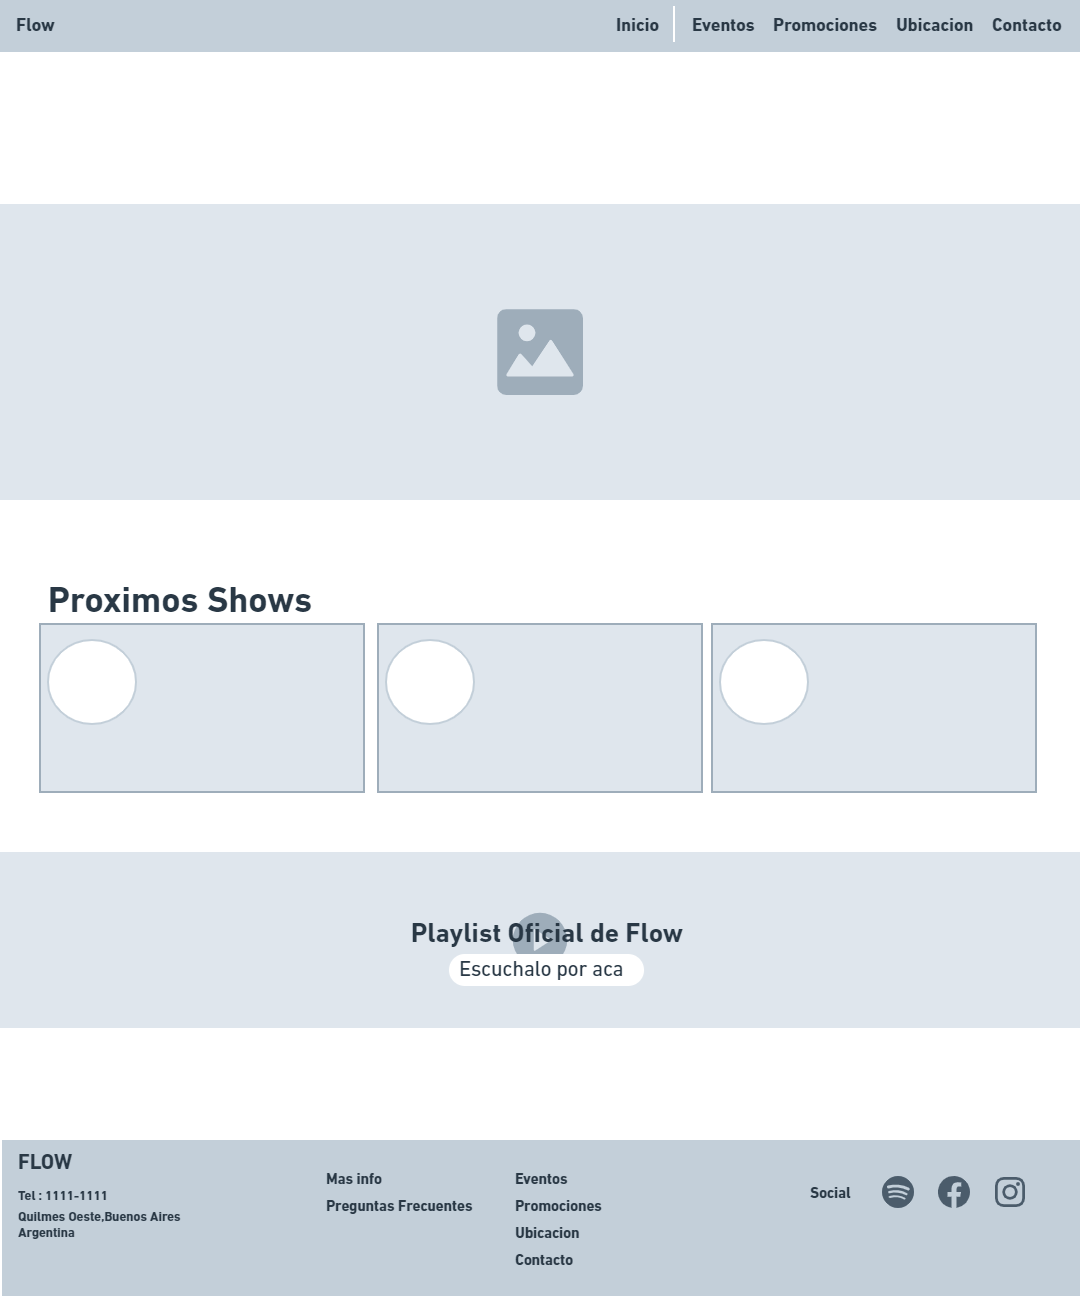 Flow
Inicio
Eventos
Promociones
Ubicacion
Contacto
Proximos Shows
Playlist Oficial de Flow
Escuchalo por aca
FLOW
Tel : 1111-1111
Quilmes Oeste,Buenos Aires
Argentina
Mas info
Preguntas Frecuentes
Eventos
Promociones
Ubicacion
Contacto
Social